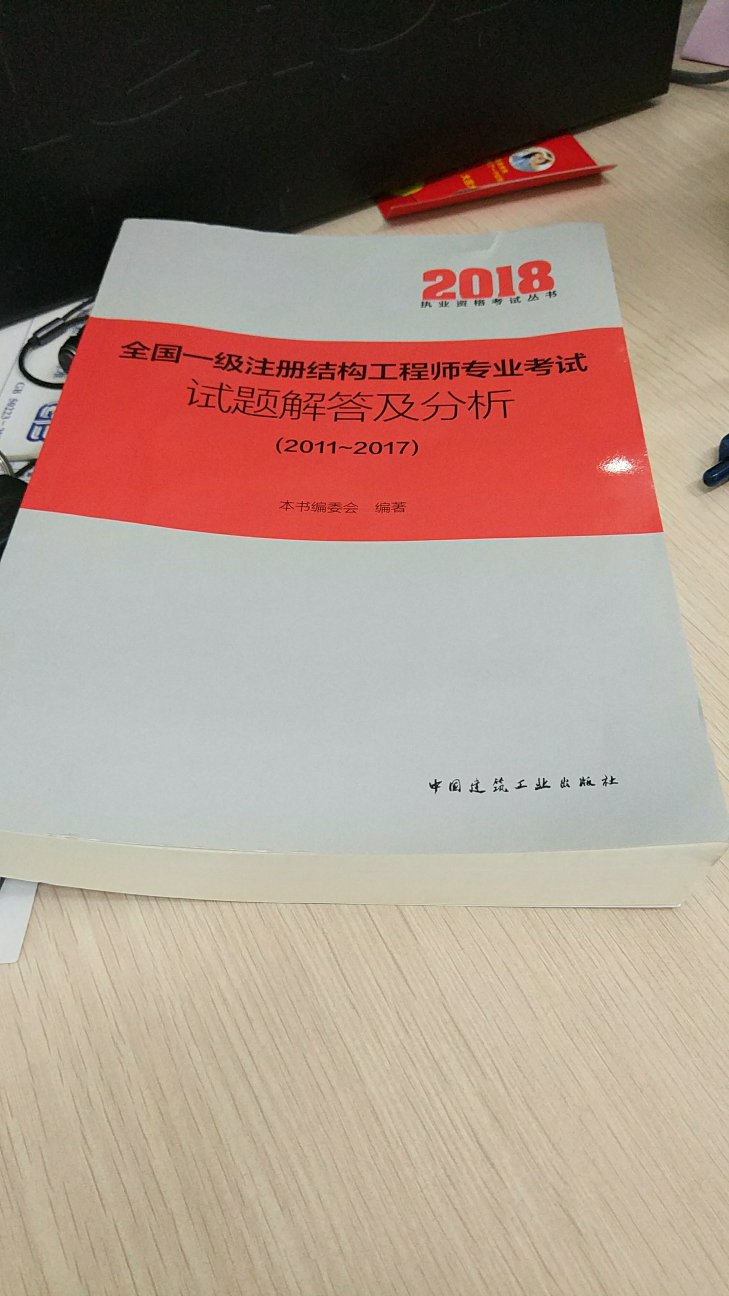 2018
执业资格考试丛书
全国一级注册结构工程师专业考试
试题解答及分析
(2011~2017)
本书编委会 编著
中国建筑工业出版社
GB 50223-